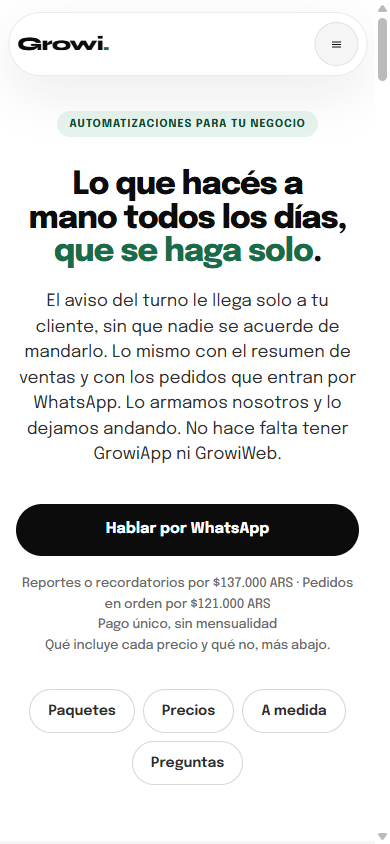 Growi.
AUTOMATIZACIONES PARA TU NEGOCIO
Lo que hacés a
mano todos los días,
que se haga solo.
El aviso del turno le llega solo a tu
cliente, sin que nadie se acuerde de
mandarlo. Lo mismo con el resumen de
ventas y con los pedidos que entran por
WhatsApp. Lo armamos nosotros y lo
dejamos andando. No hace falta tener
GrowiApp ni GrowiWeb.
Hablar por WhatsApp
Reportes o recordatorios por $137.000 ARS · Pedidos
en orden por $121.000 ARS
Pago único, sin mensualidad
Qué incluye cada precio y qué no, más abajo.
Paquetes
Precios
A medida
Preguntas